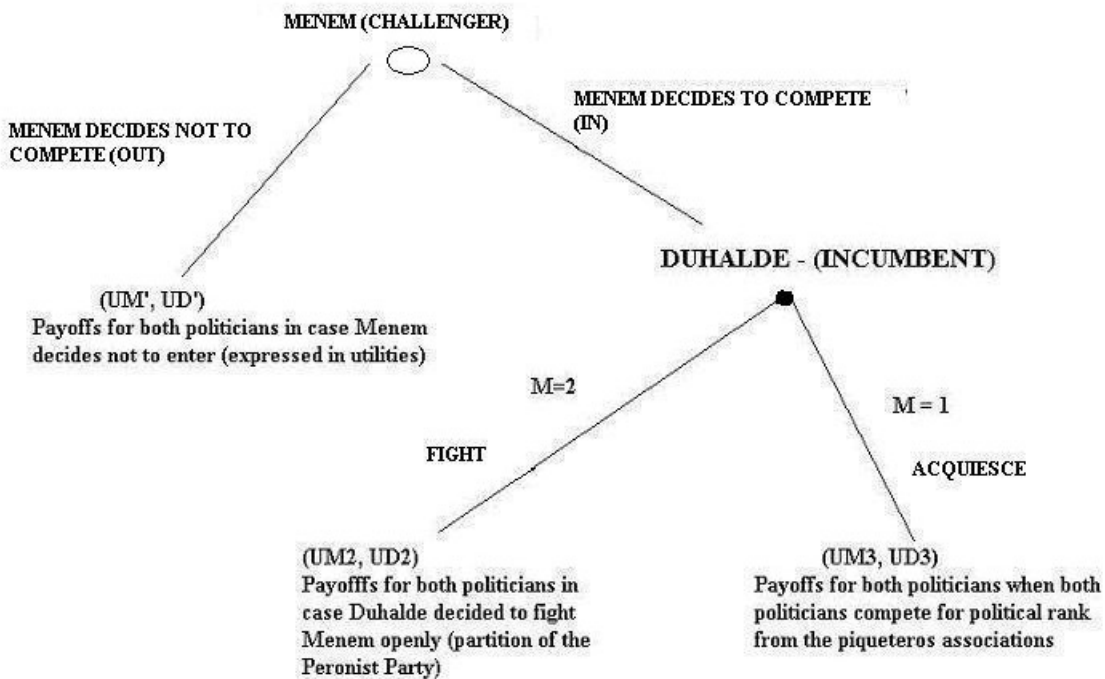 MENEM (CHALLENGER)
MENEM DECIDES TO COMPETE
(IN)
MENEM DECIDES NOT TO
COMPETE (OUT)
DUHALDE - (INCUMBENT)
(UM', UD')
Payoffs for both politicians in case Menem
decides not to enter (expressed in utilities)
M=2
M = 1
FIGHT
ACQUIESCE
(UM2, UD2)
Payofffs for both politicians in
case Duhalde decided to fight
Menem openly (partition of the
Peronist Party)
(UM3, UD3)
Payoffs for both politicians when both
politicians compete for political rank
from the piqueteros associations